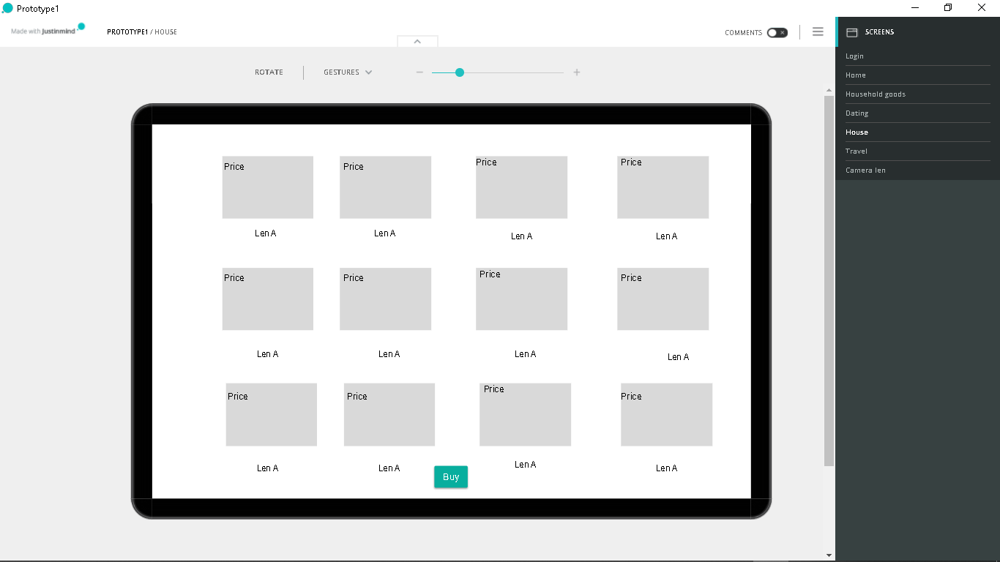 Prototype1
Made with Justinmind
PROTOTYPE1 / HOUSE
COMMENTS
SCREENS
ROTATE
GESTURES
Login
Home
Household goods
Dating
House
Travel
Camera len
Price Price Price Price
Len A Len A Len A Len A
Price Price Price Price
Len A Len A Len A Len A
Price Price Price Price
Len A Len A Len A Len A
Buy